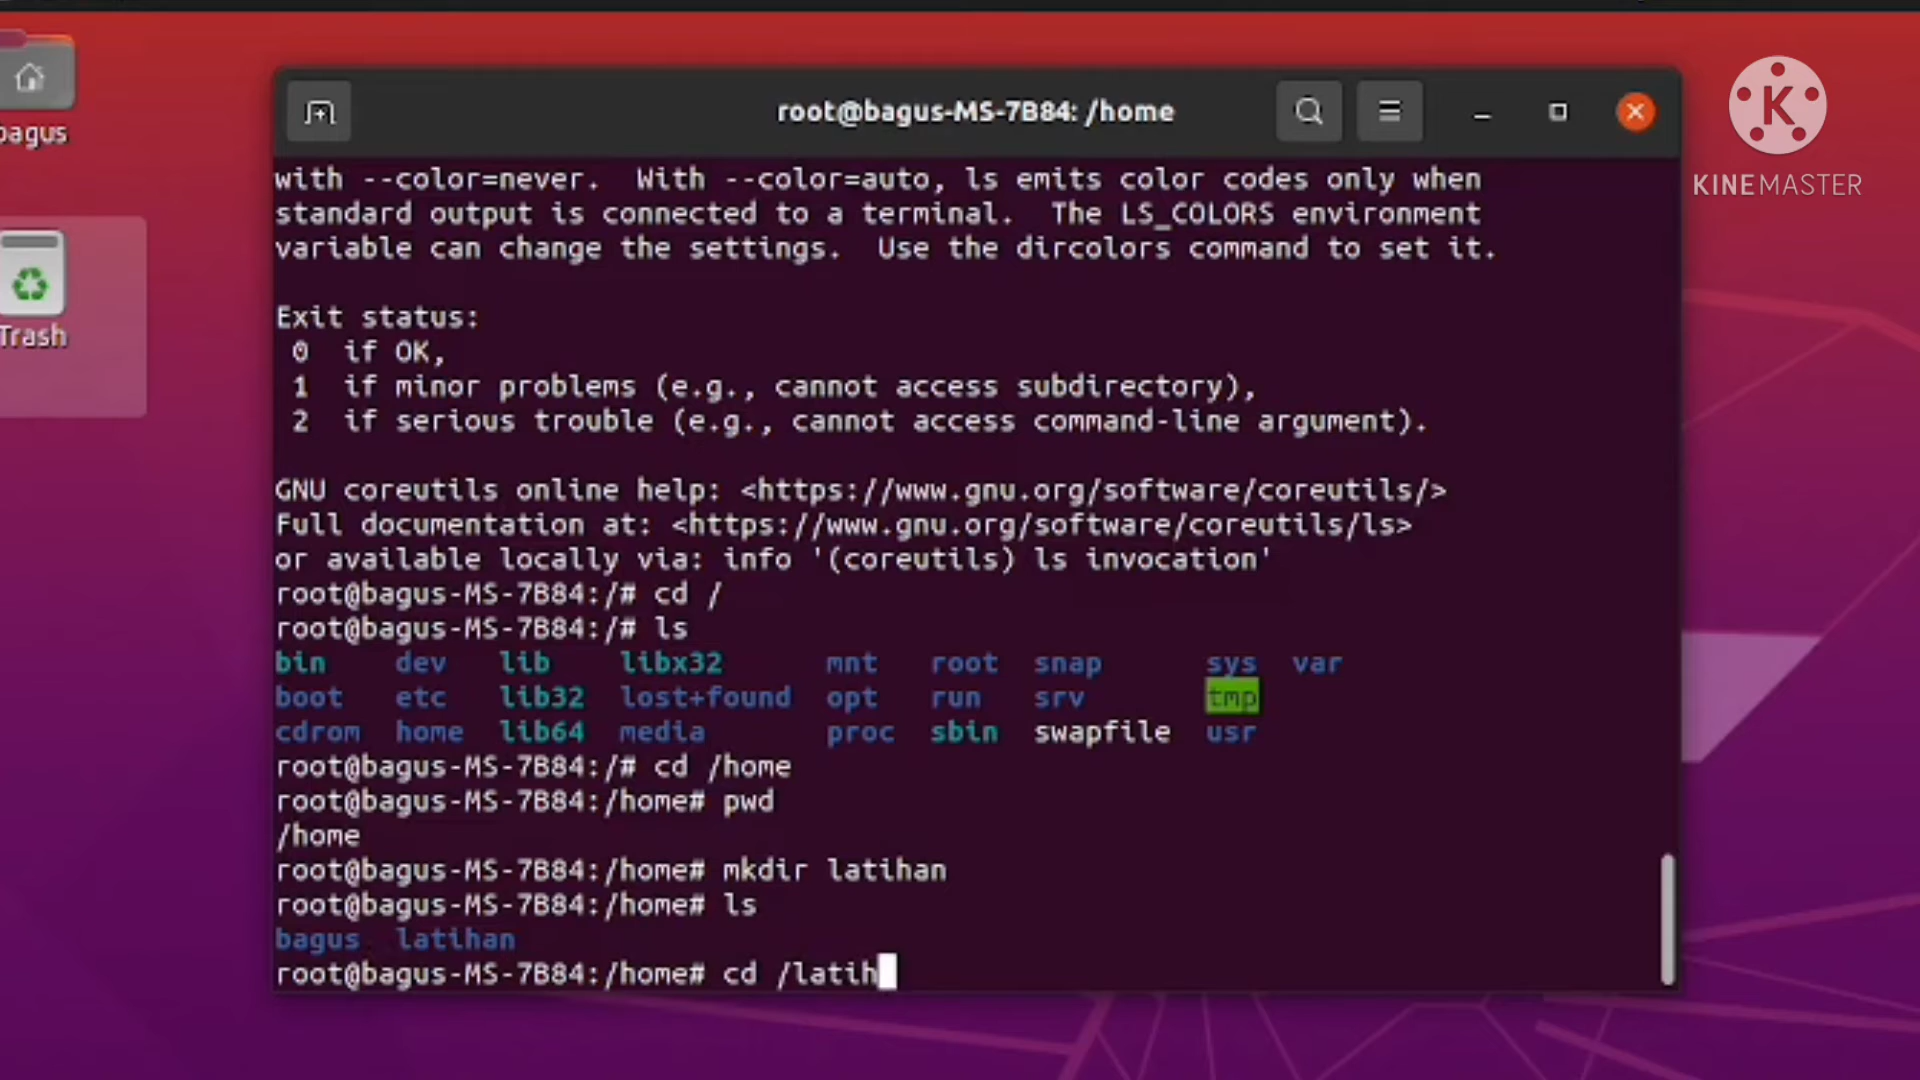 root@bagus-MS-7B84: /home
KINEMASTER
bagus
Trash
with --color=never.  With --color=auto, ls emits color codes only when
standard output is connected to a terminal.  The LS_COLORS environment
variable can change the settings.  Use the dircolors command to set it.
Exit status:
0  if OK,
1  if minor problems (e.g., cannot access subdirectory),
2  if serious trouble (e.g., cannot access command-line argument).
GNU coreutils online help: <https://www.gnu.org/software/coreutils/>
Full documentation at: <https://www.gnu.org/software/coreutils/ls>
or available locally via: info '(coreutils) ls invocation'
root@bagus-MS-7B84:/# cd /
root@bagus-MS-7B84:/# ls
bin    dev   lib    libx32      mnt   root  snap      sys  var
boot   etc   lib32  lost+found  opt   run   srv       tmp
cdrom  home  lib64  media       proc  sbin  swapfile  usr
root@bagus-MS-7B84:/# cd /home
root@bagus-MS-7B84:/home# pwd
/home
root@bagus-MS-7B84:/home# mkdir latihan
root@bagus-MS-7B84:/home# ls
bagus  latihan
root@bagus-MS-7B84:/home# cd /latih